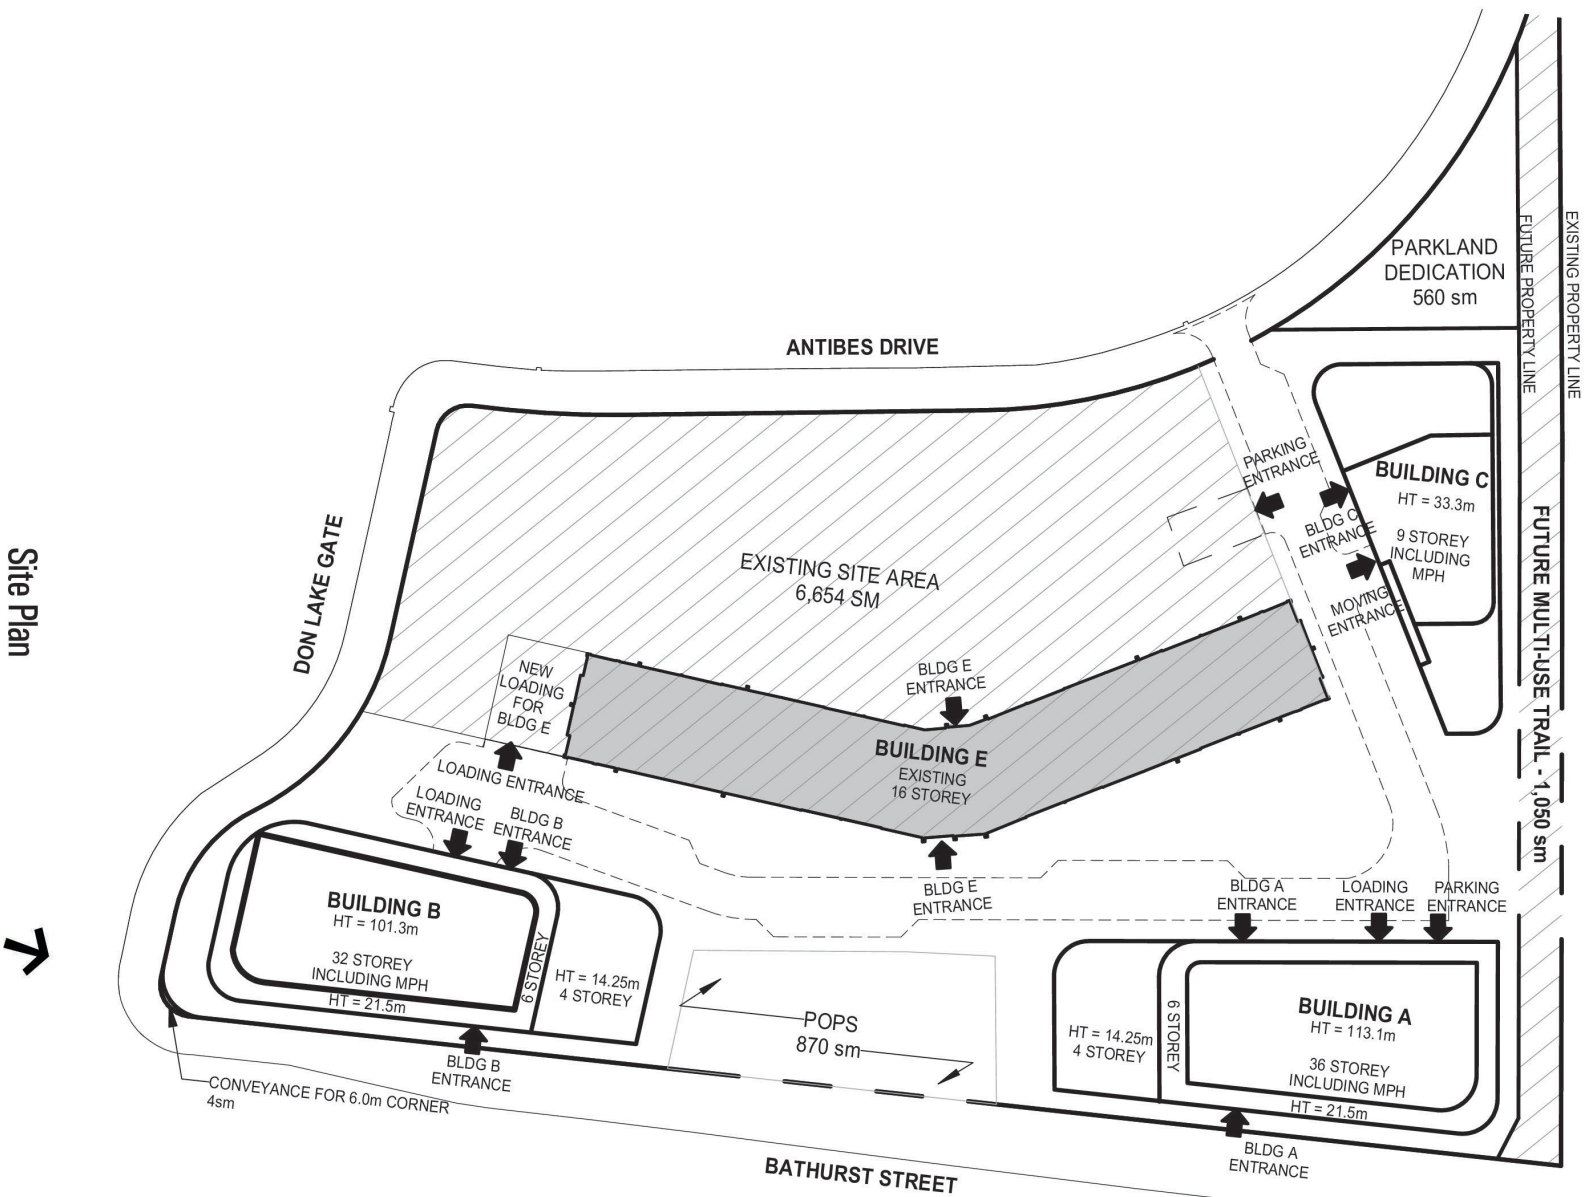 EXISTING PROPERTY LINE
FUTURE PROPERTY LINE
PARKLAND
DEDICATION
560 sm
ANTIBES DRIVE
PARKING
ENTRANCE
BUILDING C
HT = 33.3m
9 STOREY
INCLUDING
MPH
BLDG C
ENTRANCE
MOVING
ENTRANCE
FUTURE MULTI-USE TRAIL - 1,050 sm
DON LAKE GATE
Site Plan
EXISTING SITE AREA
6,654 SM
NEW
LOADING
FOR
BLDG E
BLDG E
ENTRANCE
BUILDING E
EXISTING
16 STOREY
LOADING ENTRANCE
LOADING
ENTRANCE
BLDG B
ENTRANCE
BLDG E
ENTRANCE
BLDG A
ENTRANCE
LOADING
ENTRANCE
PARKING
ENTRANCE
BUILDING B
HT = 101.3m
32 STOREY
INCLUDING MPH
HT = 21.5m
6 STOREY
HT = 14.25m
4 STOREY
POPS
870 sm
HT = 14.25m
4 STOREY
6 STOREY
BUILDING A
HT = 113.1m
36 STOREY
INCLUDING MPH
HT = 21.5m
BLDG B
ENTRANCE
CONVEYANCE FOR 6.0m CORNER
4sm
BLDG A
ENTRANCE
BATHURST STREET